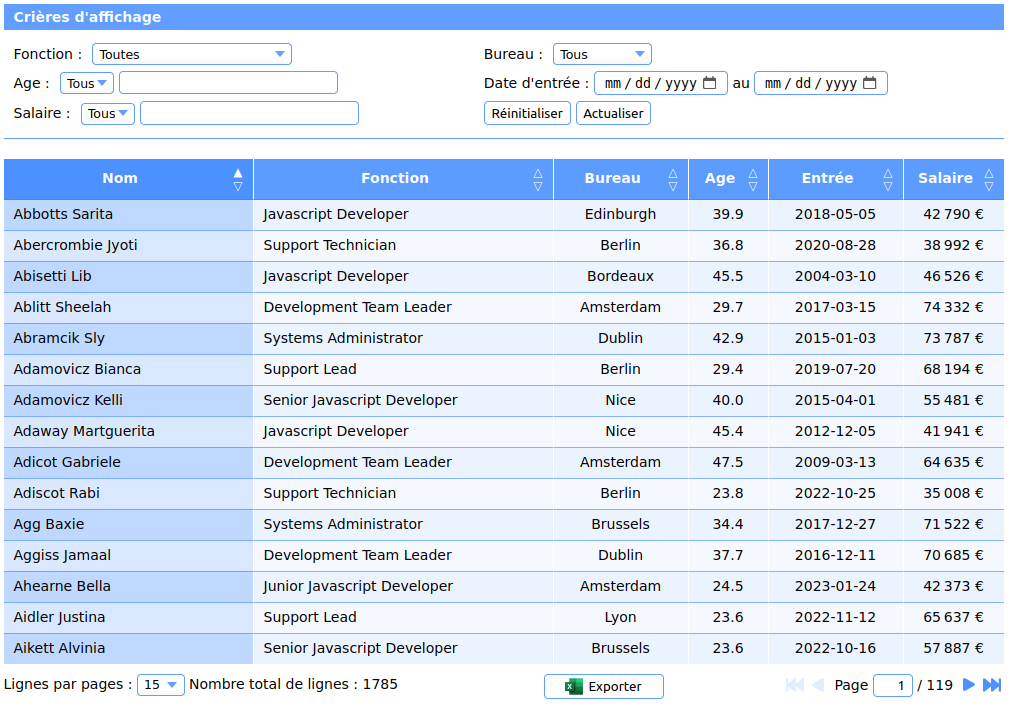 Crières d'affichage
Fonction : Toutes Bureau : Tous
Age : Tous Date d'entrée : mm / dd / yyyy au mm / dd / yyyy
Salaire : Tous Réinitialiser Actualiser
Nom Fonction Bureau Age Entrée Salaire
Abbotts Sarita Javascript Developer Edinburgh 39.9 2018-05-05 42 790 €
Abercrombie Jyoti Support Technician Berlin 36.8 2020-08-28 38 992 €
Abisetti Lib Javascript Developer Bordeaux 45.5 2004-03-10 46 526 €
Ablitt Sheelah Development Team Leader Amsterdam 29.7 2017-03-15 74 332 €
Abramcik Sly Systems Administrator Dublin 42.9 2015-01-03 73 787 €
Adamovicz Bianca Support Lead Berlin 29.4 2019-07-20 68 194 €
Adamovicz Kelli Senior Javascript Developer Nice 40.0 2015-04-01 55 481 €
Adaway Martguerita Javascript Developer Nice 45.4 2012-12-05 41 941 €
Adicot Gabriele Development Team Leader Amsterdam 47.5 2009-03-13 64 635 €
Adiscot Rabi Support Technician Berlin 23.8 2022-10-25 35 008 €
Agg Baxie Systems Administrator Brussels 34.4 2017-12-27 71 522 €
Aggiss Jamaal Development Team Leader Dublin 37.7 2016-12-11 70 685 €
Ahearne Bella Junior Javascript Developer Amsterdam 24.5 2023-01-24 42 373 €
Aidler Justina Support Lead Lyon 23.6 2022-11-12 65 637 €
Aikett Alvinia Senior Javascript Developer Brussels 23.6 2022-10-16 57 887 €
Lignes par pages : 15 Nombre total de lignes : 1785 Exporter Page 1 / 119